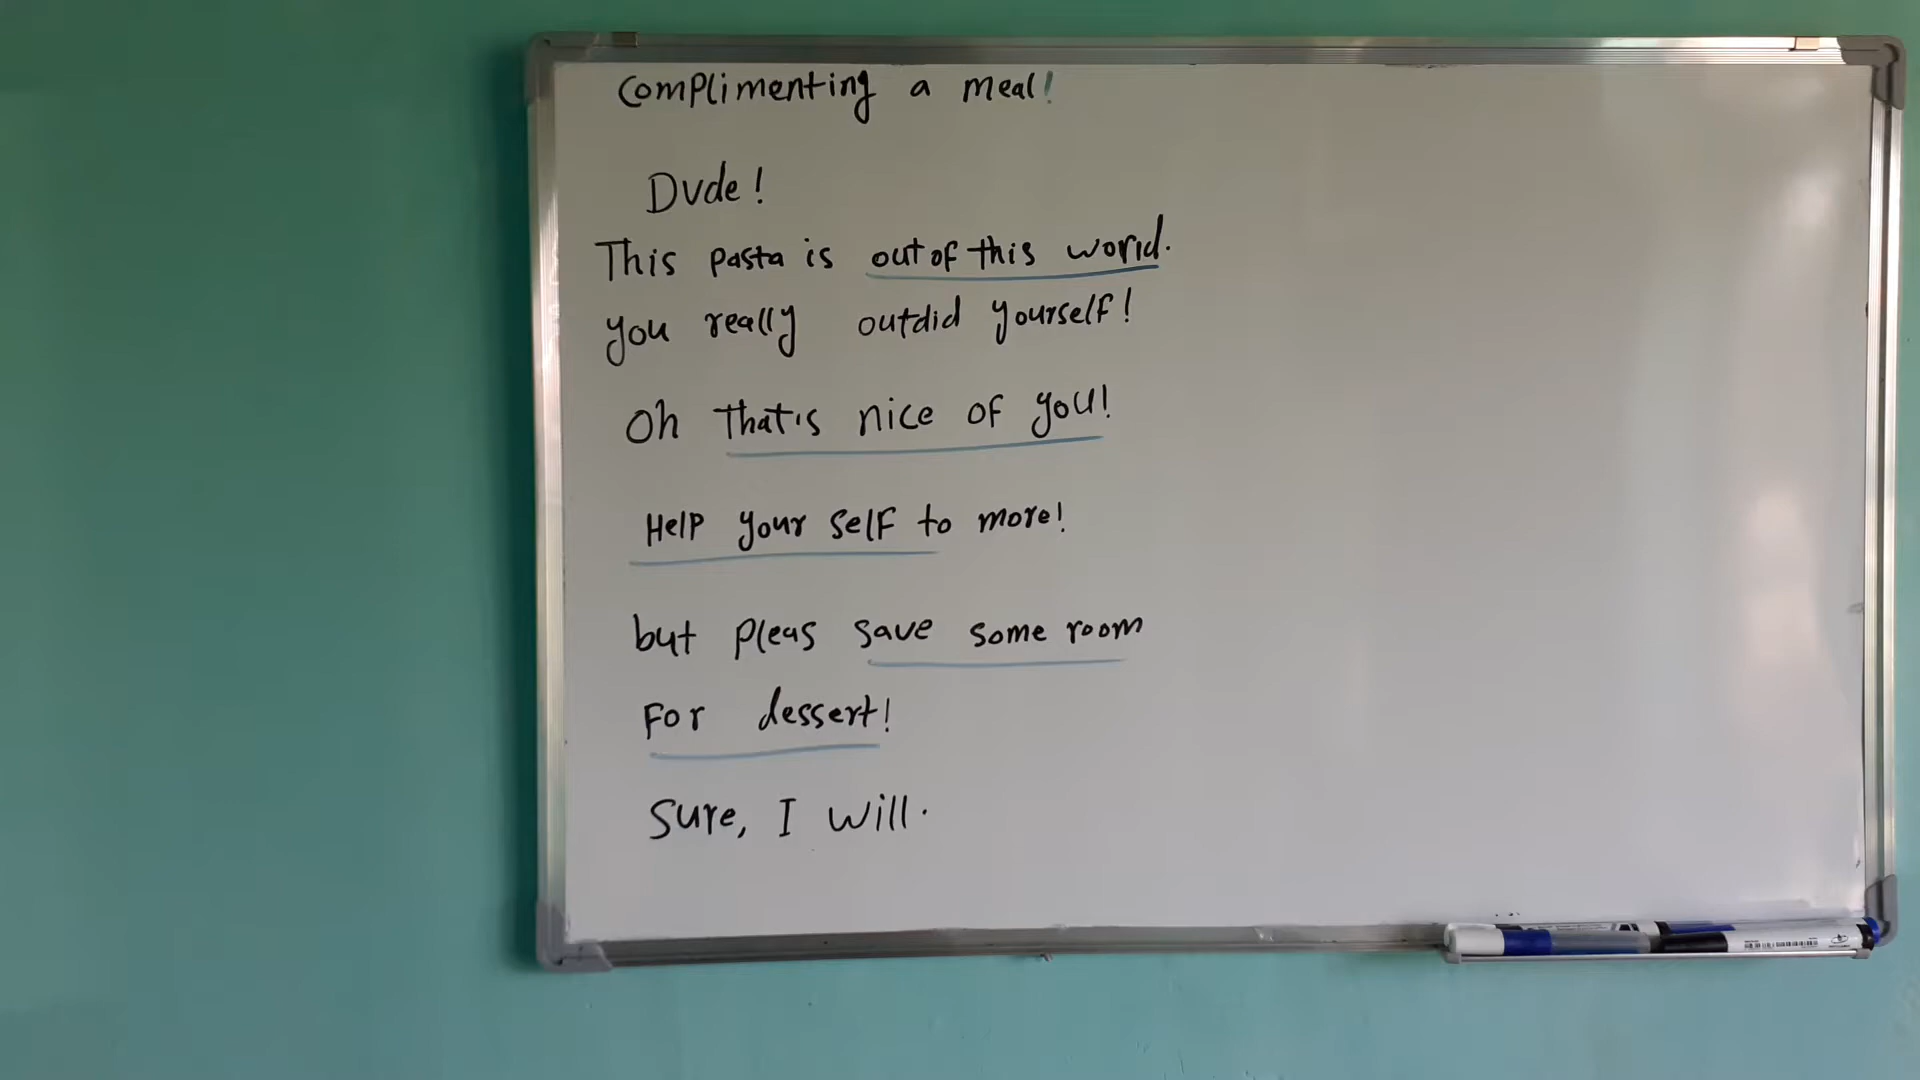 Complimenting a meal!
Dude!
This pasta is out of this world.
you really outdid yourself!
Oh that's nice of you!
Help your self to more!
but pleas save some room
For dessert!
Sure, I will.